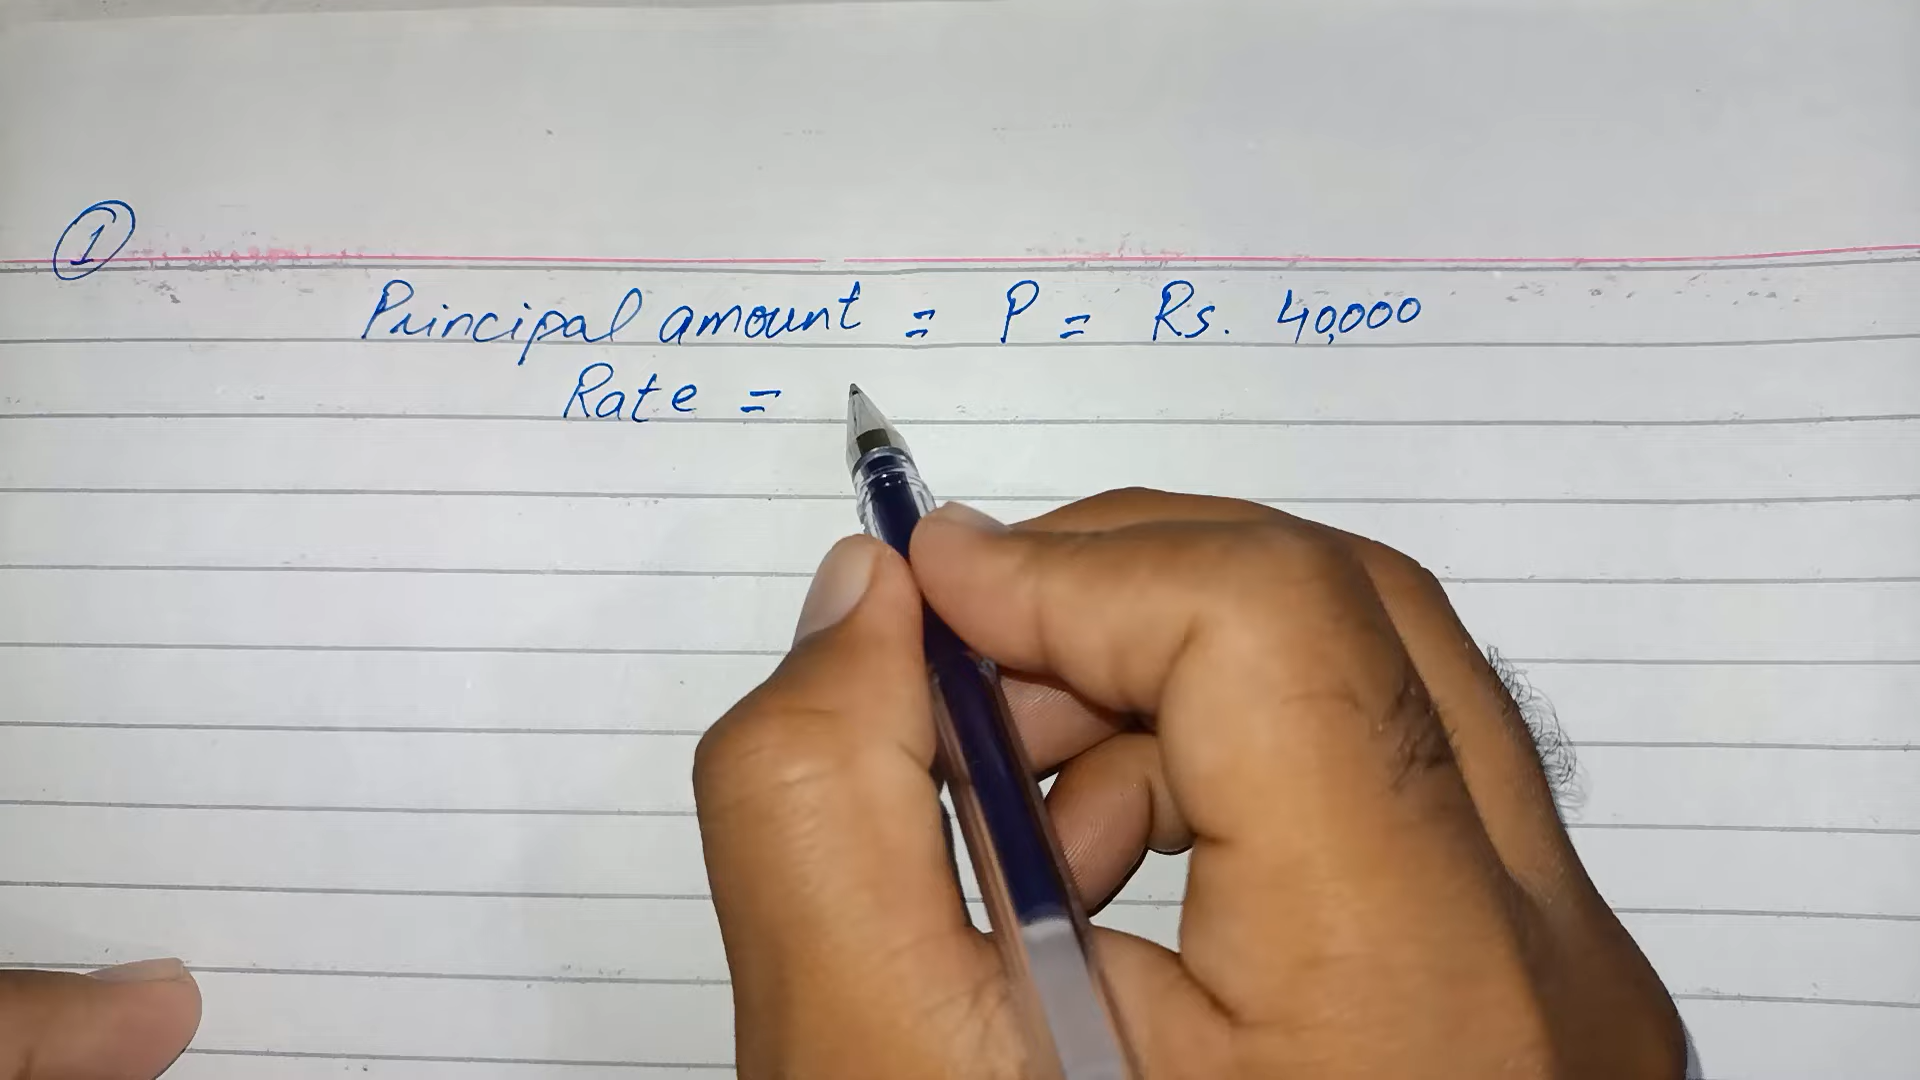 ①
Principal amount = P = Rs. 40,000
Rate =